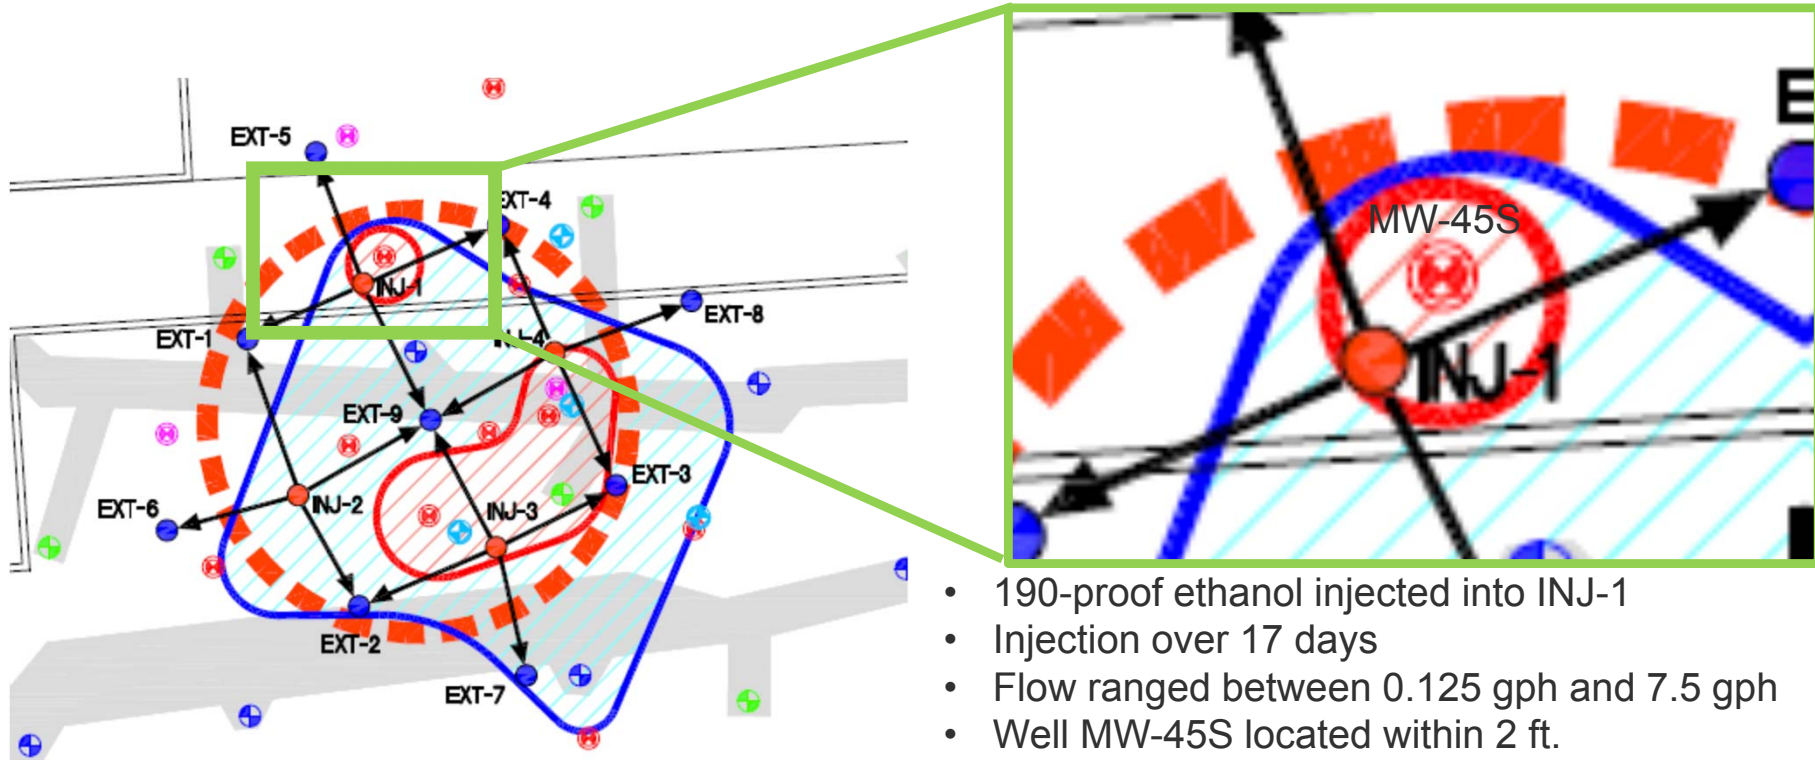 EXT-5
EXT-4
INJ-1
EXT-8
EXT-1
INJ-4
EXT-9
EXT-3
EXT-6
INJ-2
INJ-3
EXT-2
EXT-7
E
MW-45S
INJ-1
• 190-proof ethanol injected into INJ-1
• Injection over 17 days
• Flow ranged between 0.125 gph and 7.5 gph
• Well MW-45S located within 2 ft.